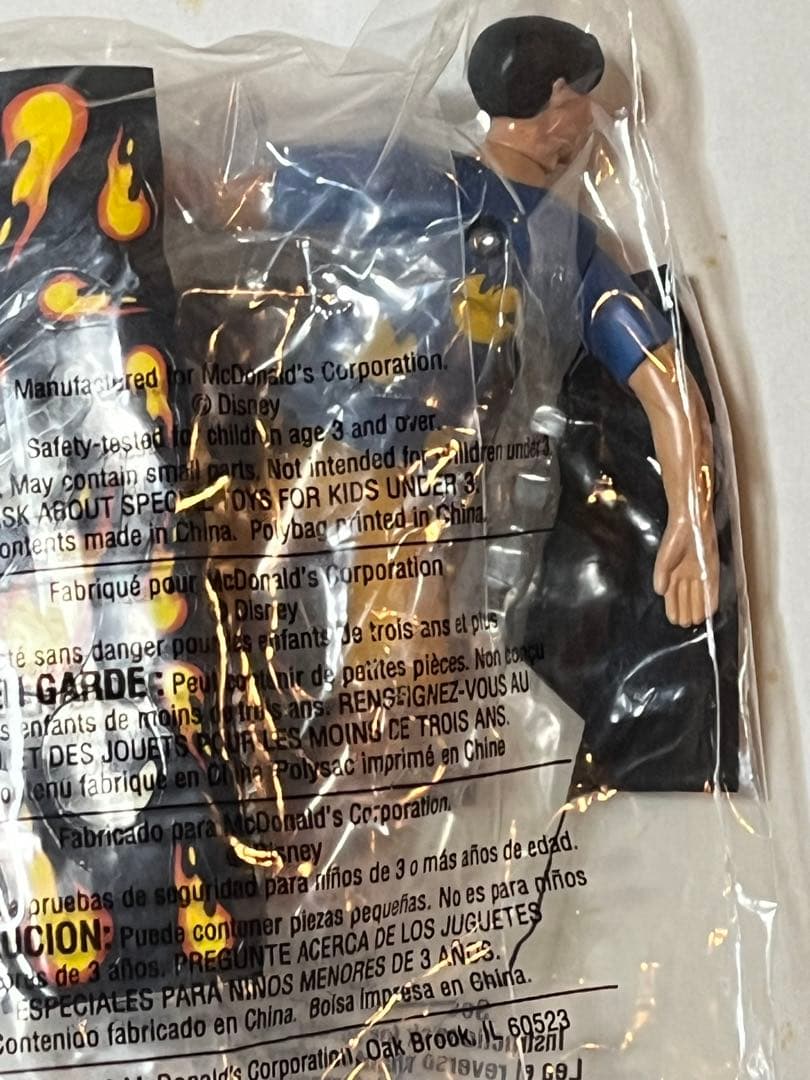 Manufactured for McDonald's Corporation.
© Disney
Safety-tested for children age 3 and over.
May contain small parts. Not intended for children under 3.
SK ABOUT SPECIAL TOYS FOR KIDS UNDER 3.
ontents made in China. Polybag printed in China.
Fabriqué pour McDonald's Corporation
Disney
té sans danger pour les enfants de trois ans et plus
GARDE: Peut contenir de petites pièces. Non conçu
s enfants de moins de trois ans. RENSEIGNEZ-VOUS AU
ET DES JOUETS POUR LES MOINS DE TROIS ANS.
enu fabriqué en Chine Polysac imprimé en Chine
Fabricado para McDonald's Corporation.
© Disney
pruebas de seguridad para niños de 3 o más años de edad.
UCION: Puede contener piezas pequeñas. No es para niños
de 3 años. PREGUNTE ACERCA DE LOS JUGUETES
ESPECIALES PARA NIÑOS MENORES DE 3 AÑOS.
Contenido fabricado en China. Bolsa impresa en China.
McDonald's Corporation, Oak Brook, IL 60523